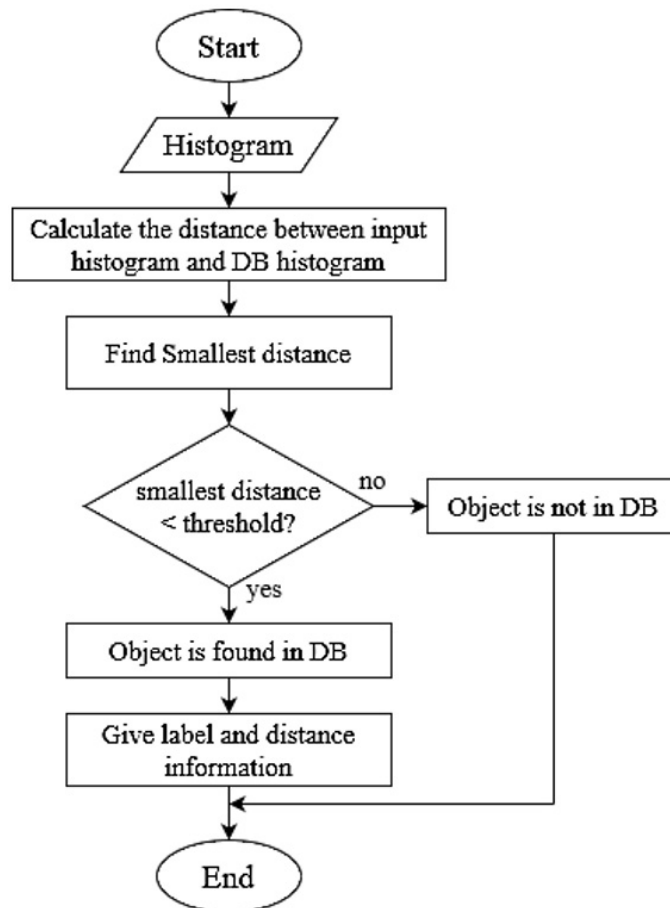 Start
Histogram
Calculate the distance between input
histogram and DB histogram
Find Smallest distance
smallest distance
< threshold?
no
Object is not in DB
yes
Object is found in DB
Give label and distance
information
End